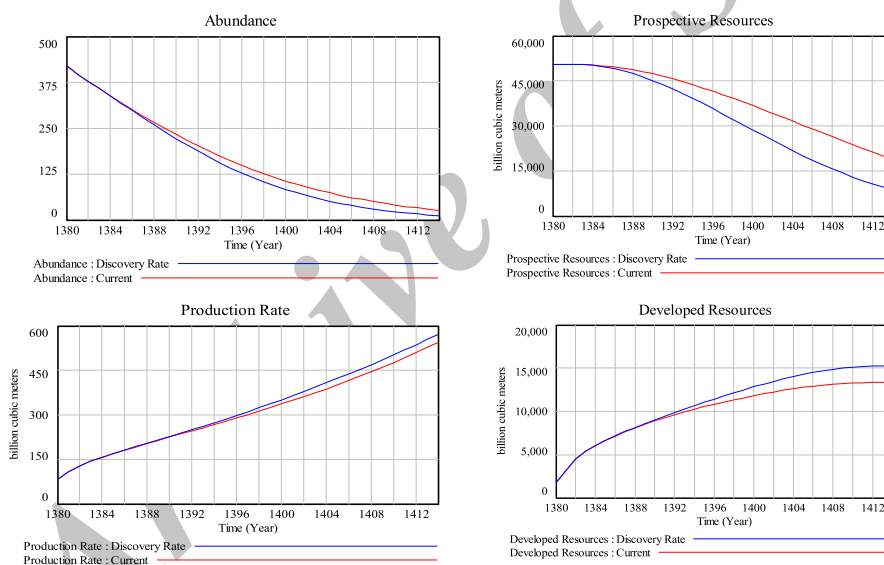 Abundance
500
375
250
125
0
1380 1384 1388 1392 1396 1400 1404 1408 1412
Time (Year)
Abundance : Discovery Rate
Abundance : Current
Prospective Resources
60,000
45,000
30,000
15,000
0
billion cubic meters
1380 1384 1388 1392 1396 1400 1404 1408 1412
Time (Year)
Prospective Resources : Discovery Rate
Prospective Resources : Current
Production Rate
600
450
300
150
0
billion cubic meters
1380 1384 1388 1392 1396 1400 1404 1408 1412
Time (Year)
Production Rate : Discovery Rate
Production Rate : Current
Developed Resources
20,000
15,000
10,000
5,000
0
billion cubic meters
1380 1384 1388 1392 1396 1400 1404 1408 1412
Time (Year)
Developed Resources : Discovery Rate
Developed Resources : Current